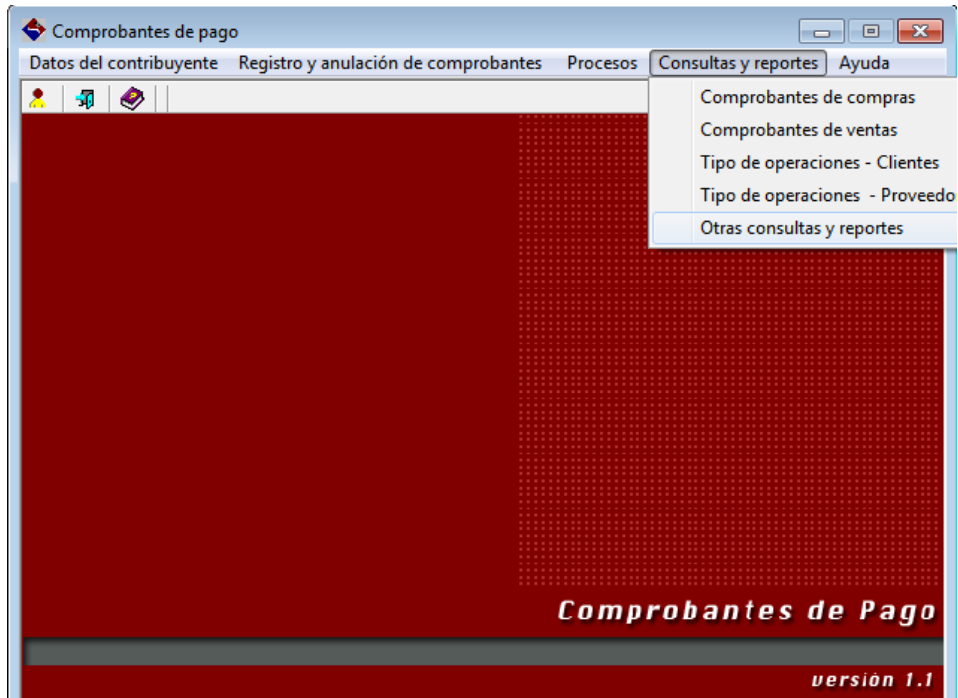 Comprobantes de pago
Datos del contribuyente Registro y anulación de comprobantes Procesos Consultas y reportes Ayuda
Comprobantes de compras
Comprobantes de ventas
Tipo de operaciones - Clientes
Tipo de operaciones - Proveedo
Otras consultas y reportes
Comprobantes de Pago
versión 1.1